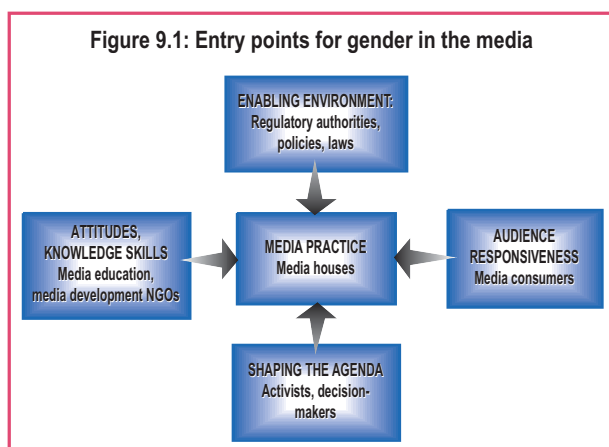 Figure 9.1: Entry points for gender in the media
ENABLING ENVIRONMENT:
Regulatory authorities,
policies, laws
ATTITUDES,
KNOWLEDGE SKILLS
Media education,
media development NGOs
MEDIA PRACTICE
Media houses
AUDIENCE
RESPONSIVENESS
Media consumers
SHAPING THE AGENDA
Activists, decision-
makers